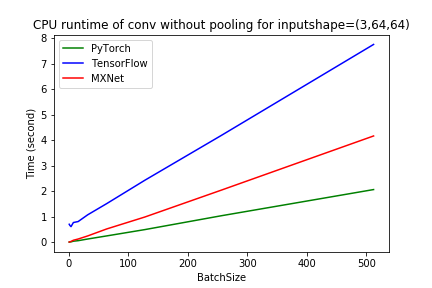 CPU runtime of conv without pooling for inputshape=(3,64,64)
PyTorch
TensorFlow
MXNet
Time (second)
8
7
6
5
4
3
2
1
0
0 100 200 300 400 500
BatchSize